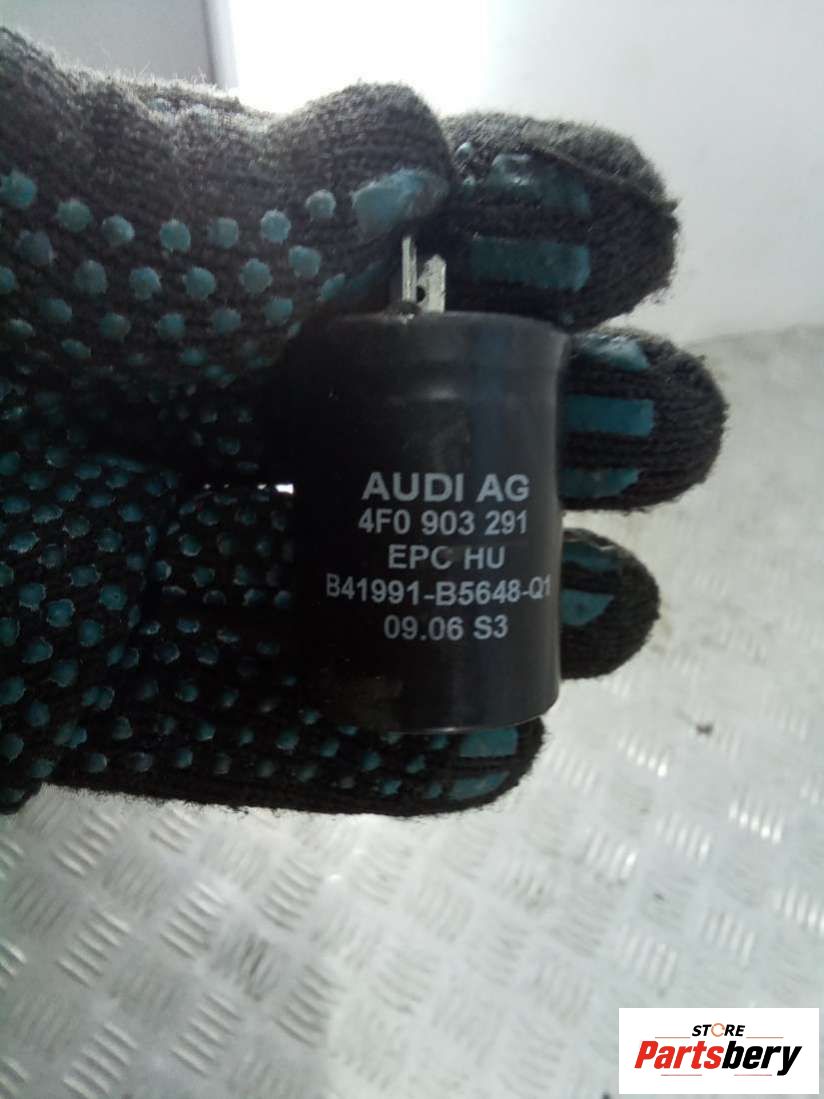 AUDI AG
4F0 903 291
EPC HU
B41991-B5648-Q1
09.06 S3
STORE
Partsbery